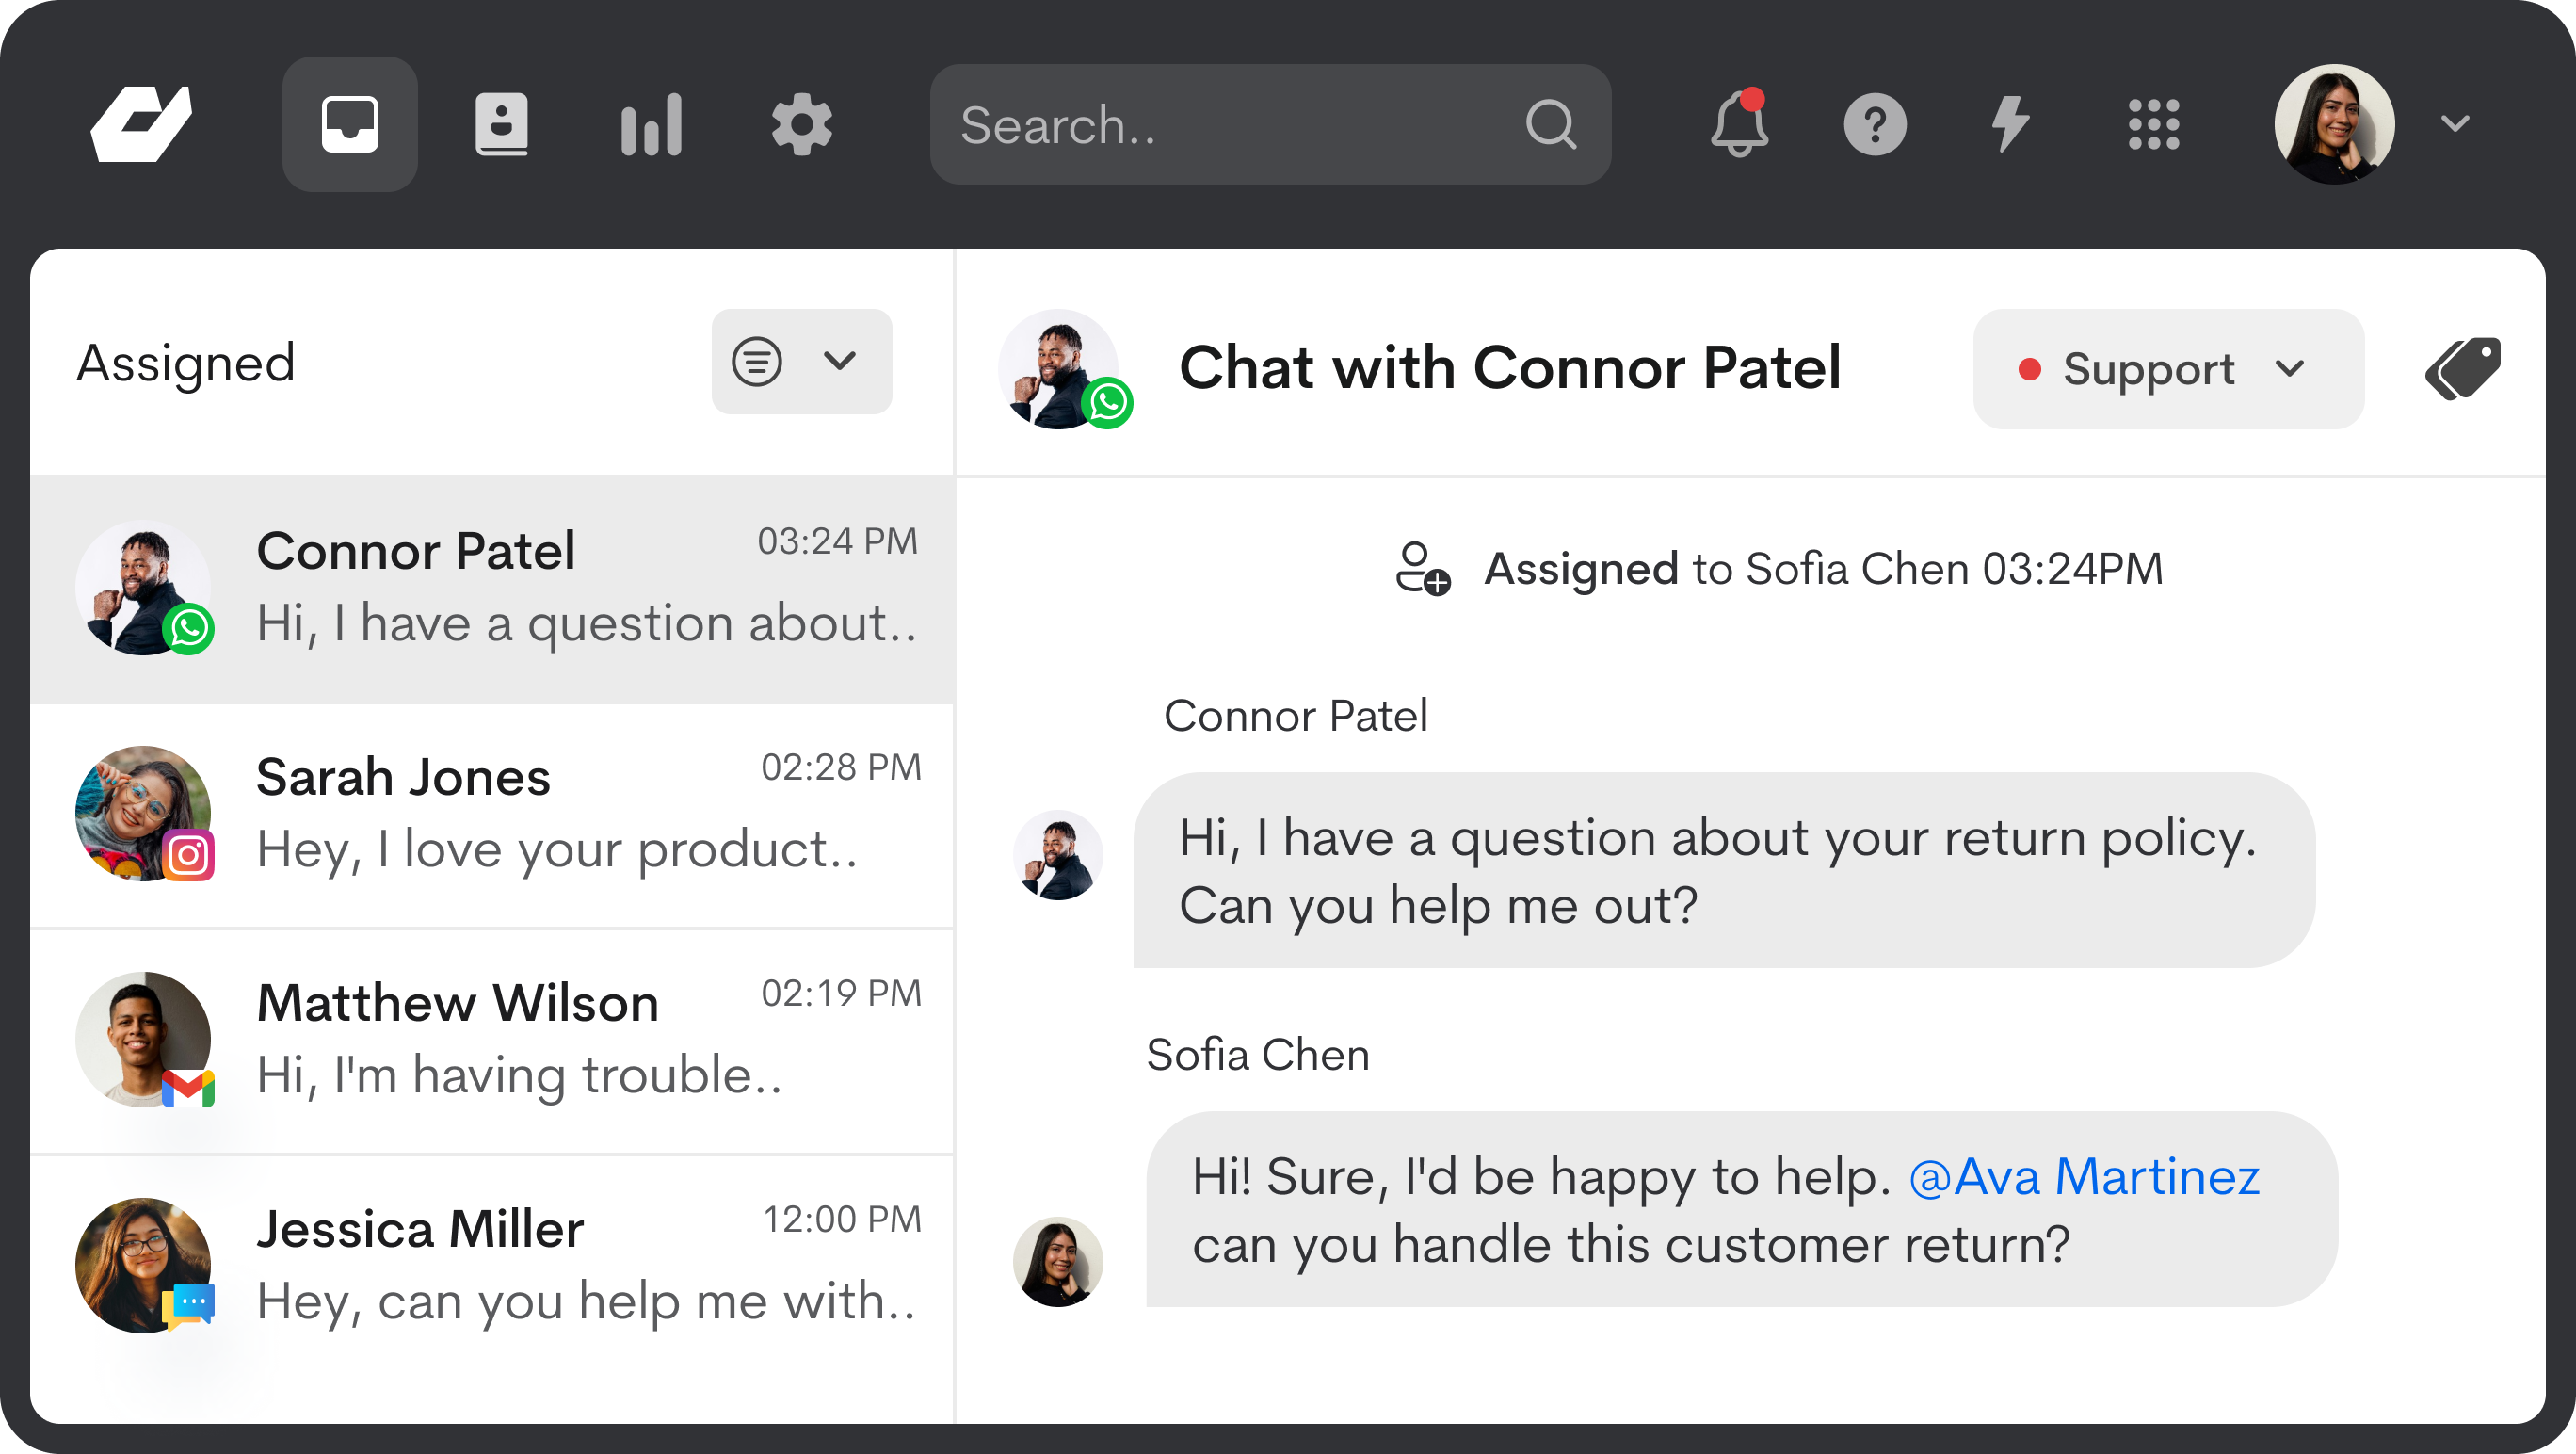 Search..
Assigned
Connor Patel
03:24 PM
Hi, I have a question about..
Sarah Jones
02:28 PM
Hey, I love your product..
Matthew Wilson
02:19 PM
Hi, I'm having trouble..
Jessica Miller
12:00 PM
Hey, can you help me with..
Chat with Connor Patel
Support
Assigned to Sofia Chen 03:24PM
Connor Patel
Hi, I have a question about your return policy.
Can you help me out?
Sofia Chen
Hi! Sure, I'd be happy to help. @Ava Martinez
can you handle this customer return?